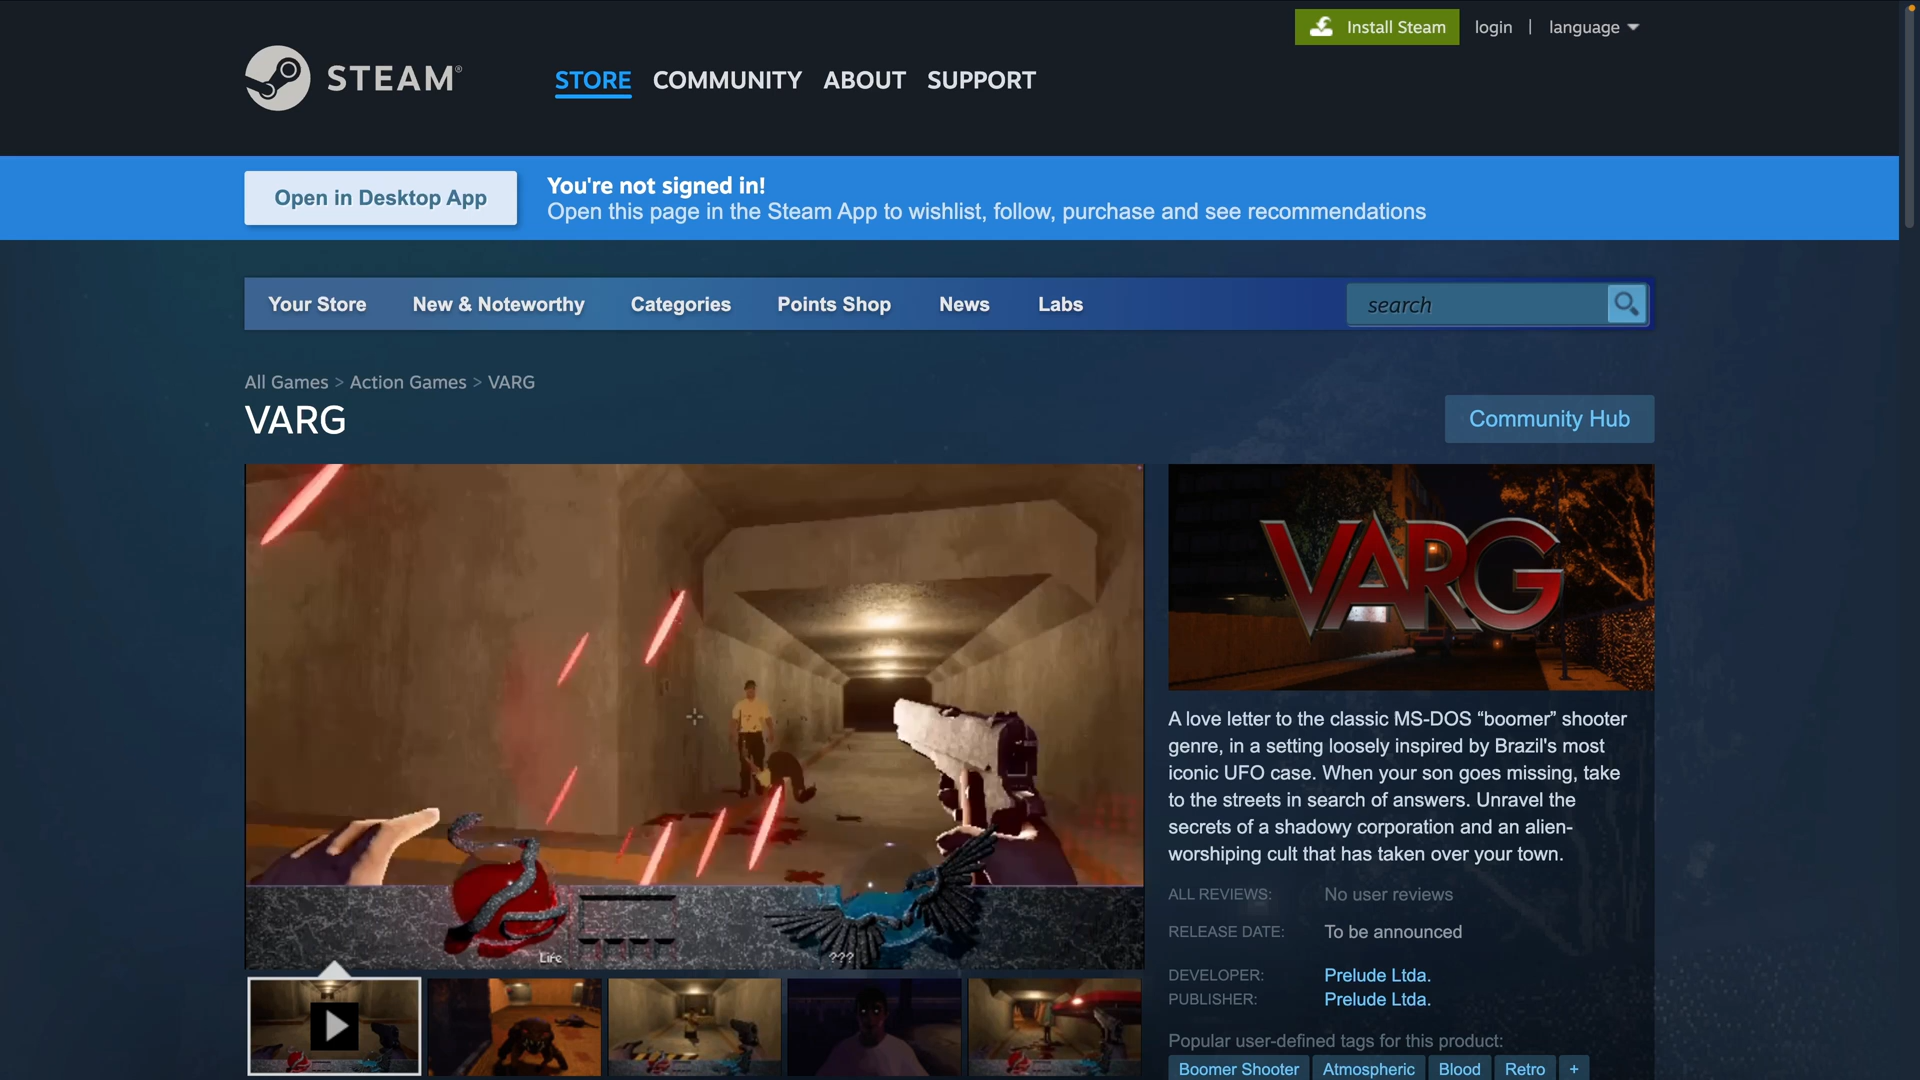 Install Steam
login | language
STEAM®
STORE COMMUNITY ABOUT SUPPORT
Open in Desktop App
You're not signed in!
Open this page in the Steam App to wishlist, follow, purchase and see recommendations
Your Store New & Noteworthy Categories Points Shop News Labs
search
All Games > Action Games > VARG
VARG
Community Hub
VARG
A love letter to the classic MS-DOS “boomer” shooter
genre, in a setting loosely inspired by Brazil's most
iconic UFO case. When your son goes missing, take
to the streets in search of answers. Unravel the
secrets of a shadowy corporation and an alien-
worshiping cult that has taken over your town.
Life
???
ALL REVIEWS: No user reviews
RELEASE DATE: To be announced
DEVELOPER: Prelude Ltda.
PUBLISHER: Prelude Ltda.
Popular user-defined tags for this product:
Boomer Shooter Atmospheric Blood Retro +